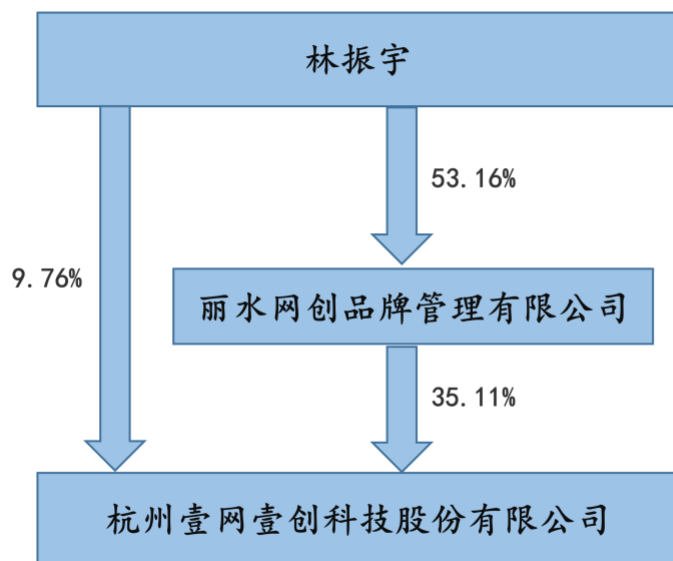 林振宇
53.16%
9.76%
丽水网创品牌管理有限公司
35.11%
杭州壹网壹创科技股份有限公司